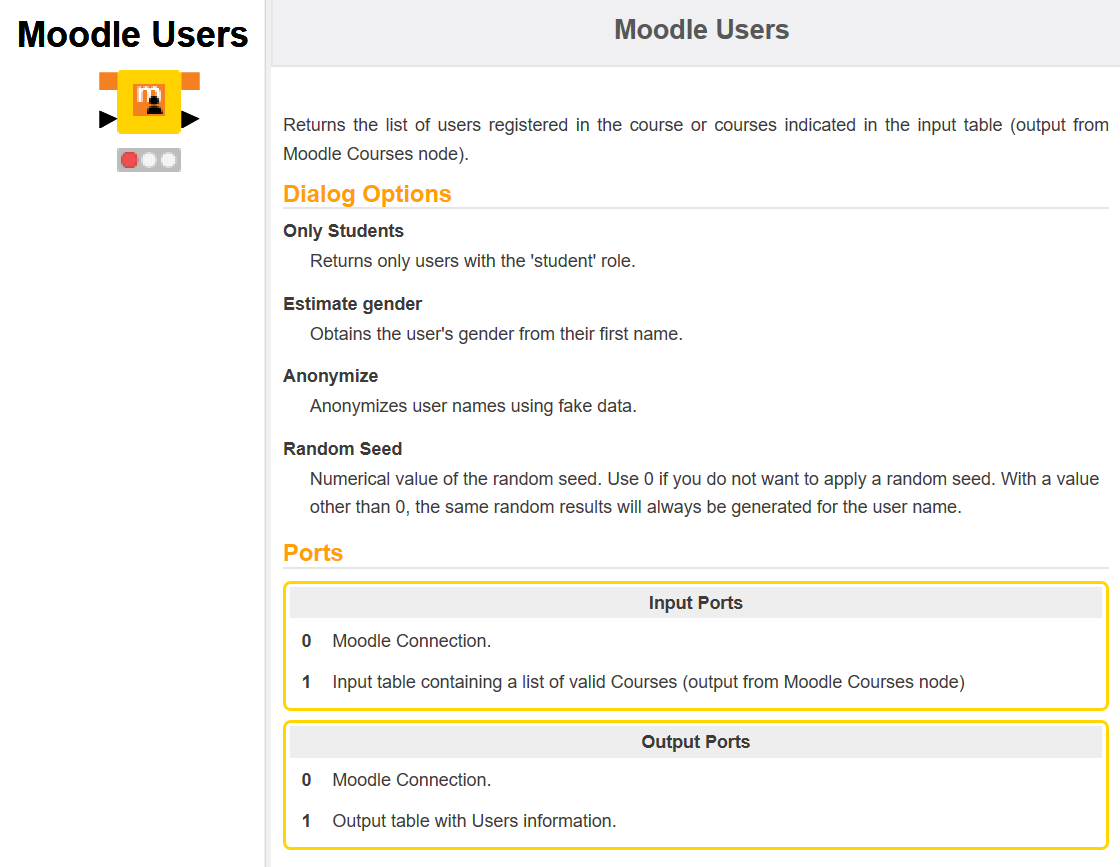 Moodle Users
m
Moodle Users
Returns the list of users registered in the course or courses indicated in the input table (output from
Moodle Courses node).
Dialog Options
Only Students
Returns only users with the 'student' role.
Estimate gender
Obtains the user's gender from their first name.
Anonymize
Anonymizes user names using fake data.
Random Seed
Numerical value of the random seed. Use 0 if you do not want to apply a random seed. With a value
other than 0, the same random results will always be generated for the user name.
Ports
Input Ports
0 Moodle Connection.
1 Input table containing a list of valid Courses (output from Moodle Courses node)
Output Ports
0 Moodle Connection.
1 Output table with Users information.